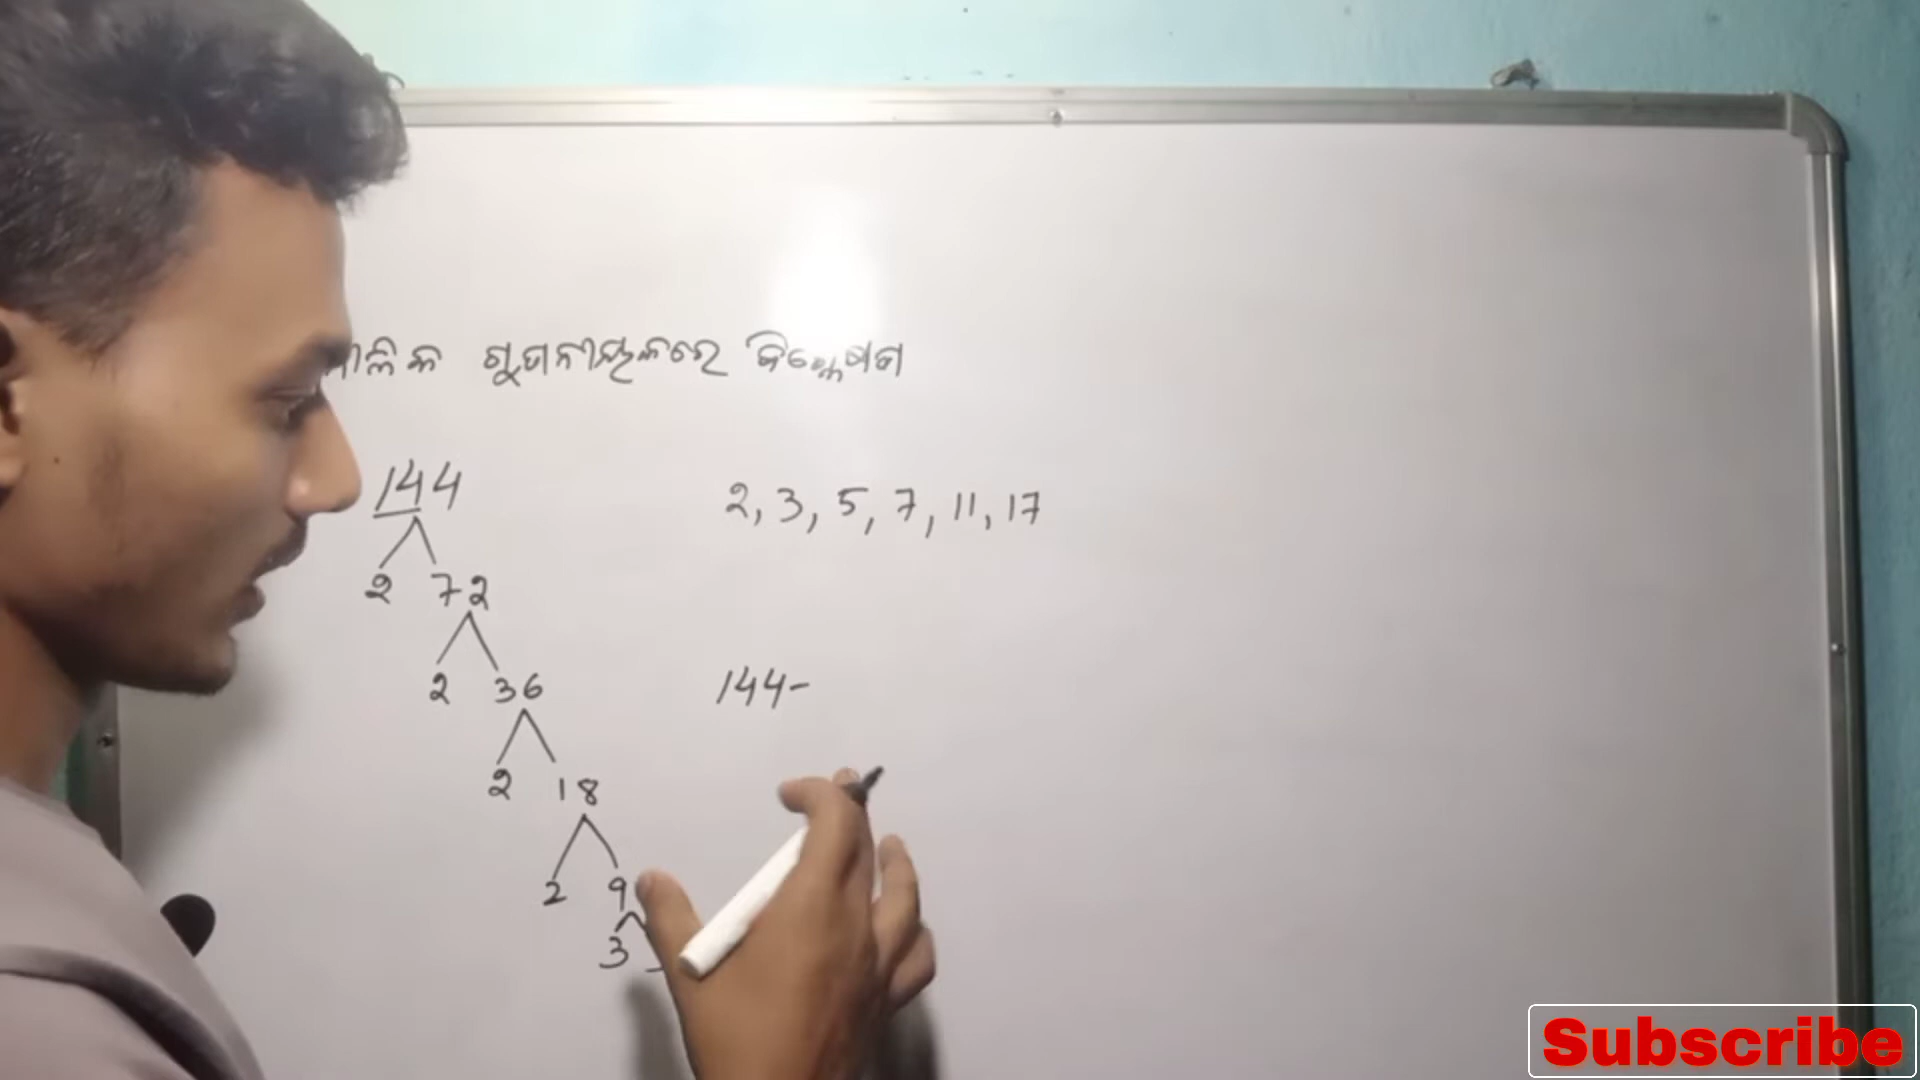 ଗୁଣନୀୟକରେ ବିଶ୍ଳେଷଣ
144
2, 3, 5, 7, 11, 17
2 72
2 36
144-
2 18
2 9
3
Subscribe